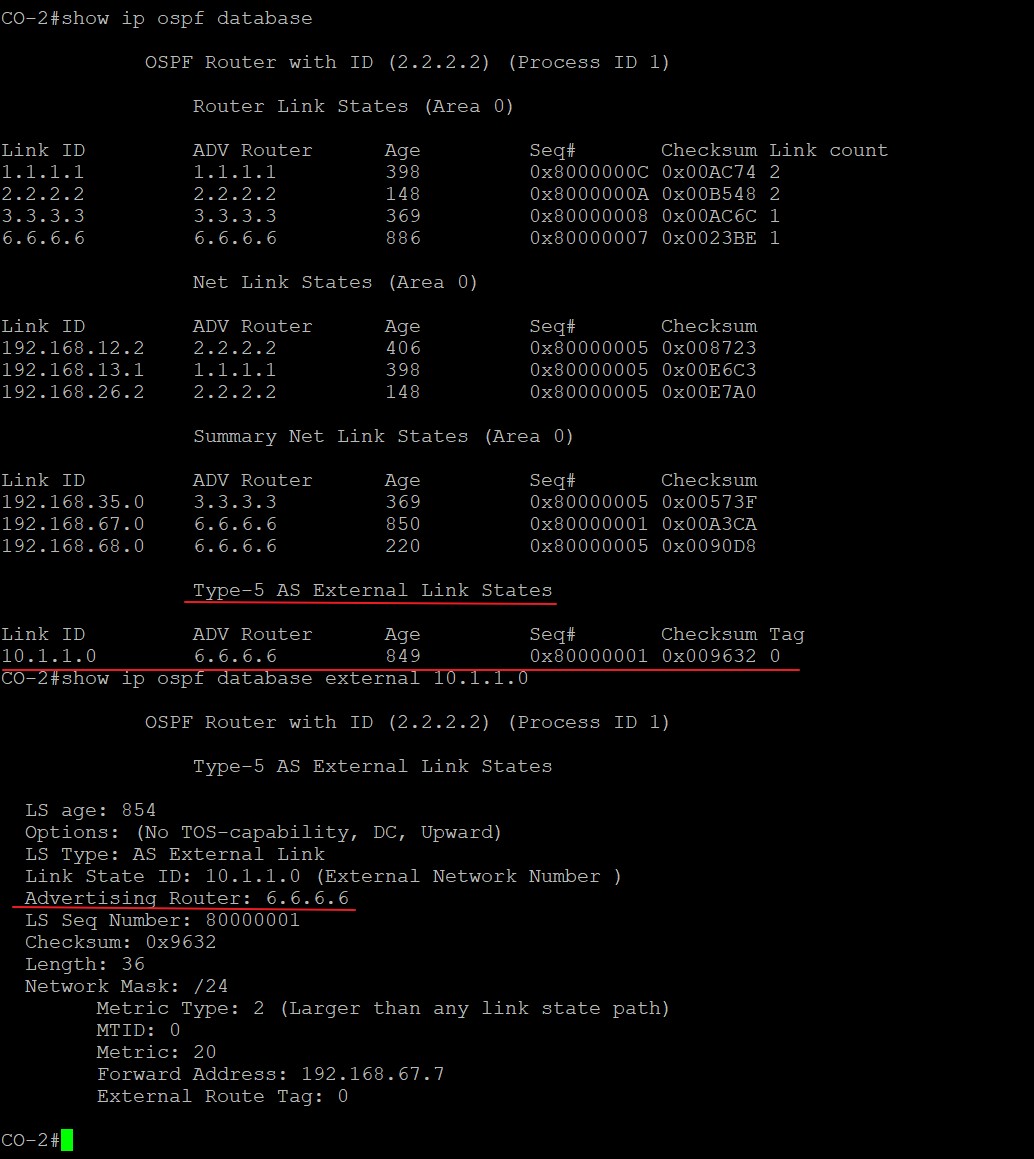 CO-2#show ip ospf database
OSPF Router with ID (2.2.2.2) (Process ID 1)
Router Link States (Area 0)
Link ID ADV Router Age Seq# Checksum Link count
1.1.1.1 1.1.1.1 398 0x8000000C 0x00AC74 2
2.2.2.2 2.2.2.2 148 0x8000000A 0x00B548 2
3.3.3.3 3.3.3.3 369 0x80000008 0x00AC6C 1
6.6.6.6 6.6.6.6 886 0x80000007 0x0023BE 1
Net Link States (Area 0)
Link ID ADV Router Age Seq# Checksum
192.168.12.2 2.2.2.2 406 0x80000005 0x008723
192.168.13.1 1.1.1.1 398 0x80000005 0x00E6C3
192.168.26.2 2.2.2.2 148 0x80000005 0x00E7A0
Summary Net Link States (Area 0)
Link ID ADV Router Age Seq# Checksum
192.168.35.0 3.3.3.3 369 0x80000005 0x00573F
192.168.67.0 6.6.6.6 850 0x80000001 0x00A3CA
192.168.68.0 6.6.6.6 220 0x80000005 0x0090D8
Type-5 AS External Link States
Link ID ADV Router Age Seq# Checksum Tag
10.1.1.0 6.6.6.6 849 0x80000001 0x009632 0
CO-2#show ip ospf database external 10.1.1.0
OSPF Router with ID (2.2.2.2) (Process ID 1)
Type-5 AS External Link States
LS age: 854
Options: (No TOS-capability, DC, Upward)
LS Type: AS External Link
Link State ID: 10.1.1.0 (External Network Number )
Advertising Router: 6.6.6.6
LS Seq Number: 80000001
Checksum: 0x9632
Length: 36
Network Mask: /24
Metric Type: 2 (Larger than any link state path)
MTID: 0
Metric: 20
Forward Address: 192.168.67.7
External Route Tag: 0
CO-2#